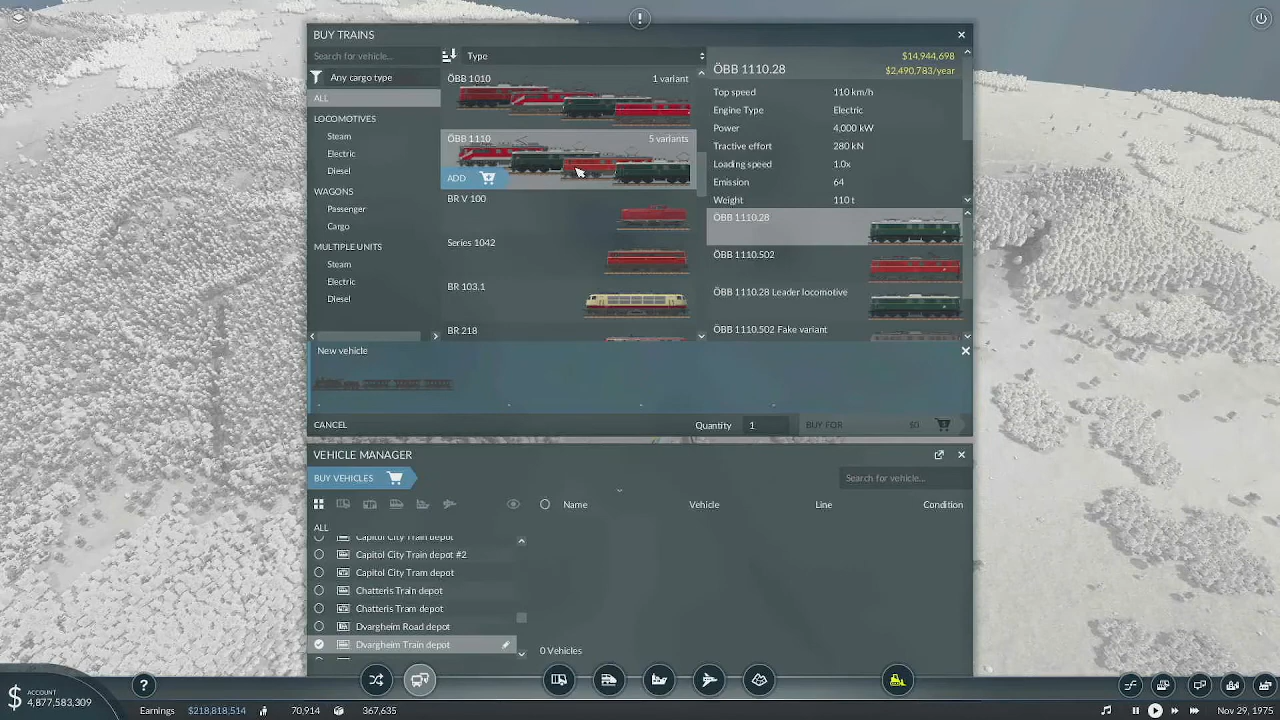 BUY TRAINS
Search for vehicle...
Type
Any cargo type
ALL
LOCOMOTIVES
Steam
Electric
Diesel
WAGONS
Passenger
Cargo
MULTIPLE UNITS
Steam
Electric
Diesel
ÖBB 1010
1 variant
ÖBB 1110
5 variants
ADD
BR V 100
Series 1042
BR 103.1
BR 218
ÖBB 1110.28
$14,944,698
$2,490,783/year
Top speed 110 km/h
Engine Type Electric
Power 4,000 kW
Tractive effort 280 kN
Loading speed 1.0x
Emission 64
Weight 110 t
ÖBB 1110.28
ÖBB 1110.502
ÖBB 1110.28 Leader locomotive
ÖBB 1110.502 Fake variant
New vehicle
CANCEL
Quantity 1
BUY FOR $0
VEHICLE MANAGER
BUY VEHICLES
Search for vehicle...
Name Vehicle Line Condition
ALL
Capitol City Train depot
Capitol City Train depot #2
Capitol City Tram depot
Chatteris Train depot
Chatteris Tram depot
Dvargheim Road depot
Dvargheim Train depot
0 Vehicles
$ ACCOUNT
4,877,583,309
?
Earnings $218,818,514 70,914 367,635
Nov 29, 1975